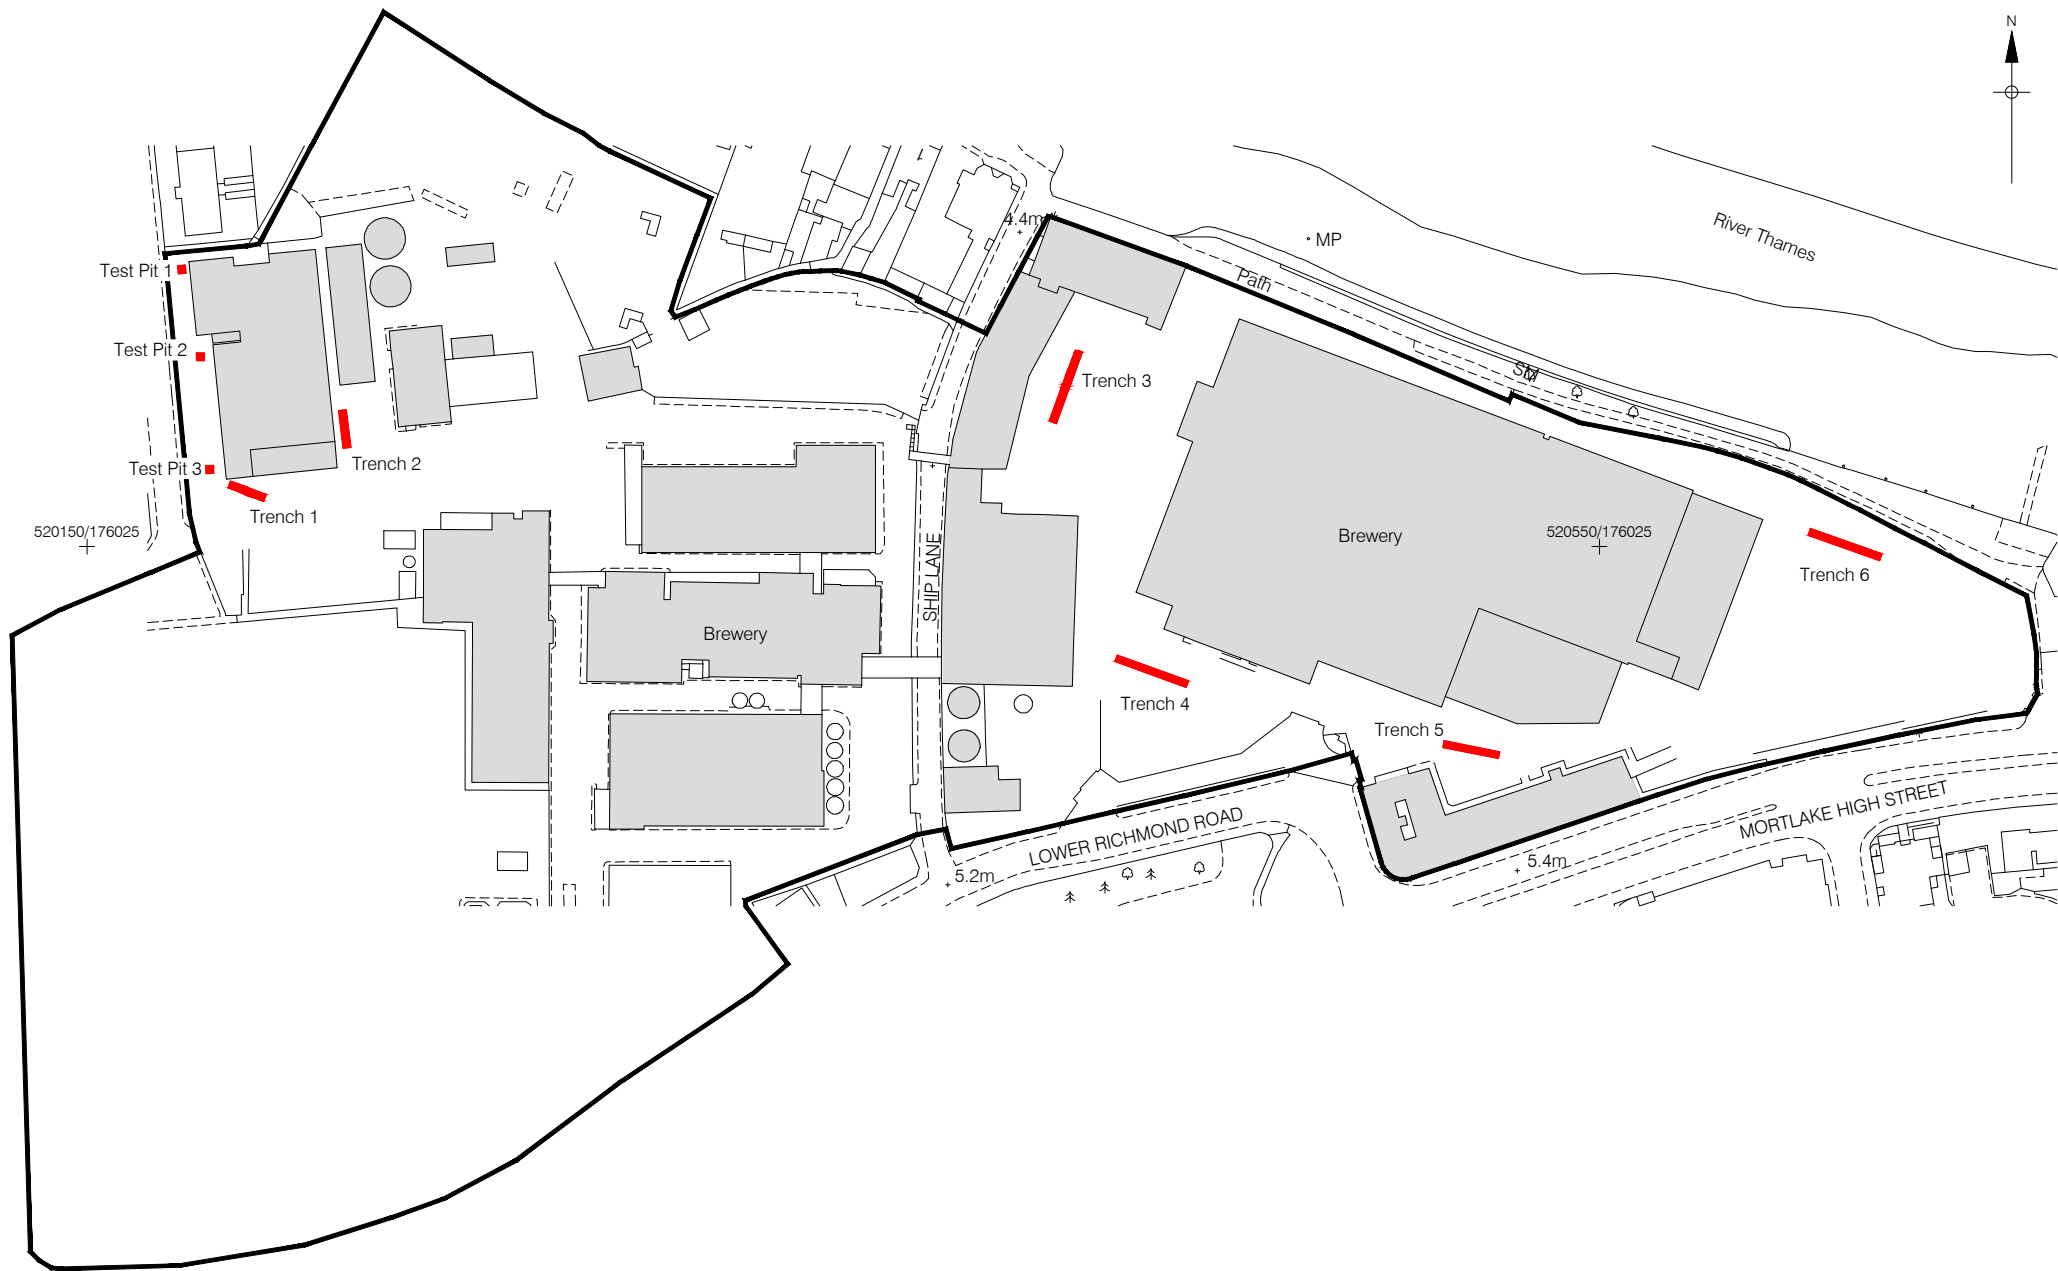 N
River Thames
4.4m
MP
Path
Test Pit 1
Test Pit 2
Trench 3
SM
Test Pit 3
Trench 2
Trench 1
520150/176025
Brewery
520550/176025
SHIP LANE
Trench 6
Brewery
Trench 4
Trench 5
LOWER RICHMOND ROAD
MORTLAKE HIGH STREET
5.2m
5.4m